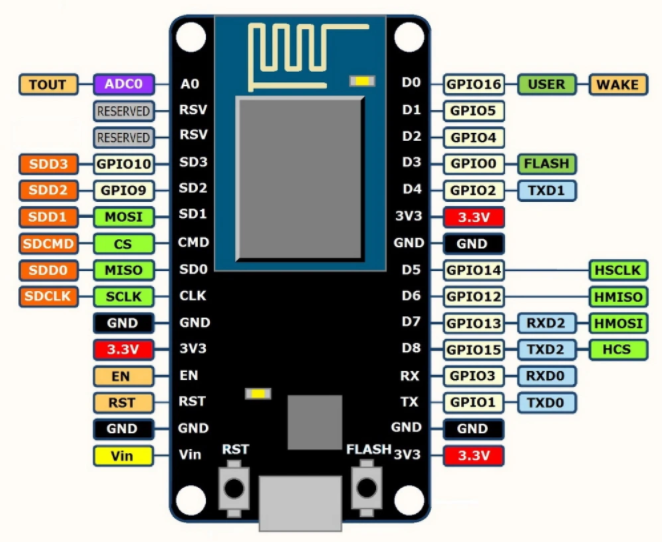 TOUT ADC0 A0 D0 GPIO16 USER WAKE
RESERVED RSV D1 GPIO5
RESERVED RSV D2 GPIO4
SDD3 GPIO10 SD3 D3 GPIO0 FLASH
SDD2 GPIO9 SD2 D4 GPIO2 TXD1
SDD1 MOSI SD1 3V3 3.3V
SDCMD CS CMD GND GND
SDD0 MISO SD0 D5 GPIO14 HSCLK
SDCLK SCLK CLK D6 GPIO12 HMISO
GND GND D7 GPIO13 RXD2 HMOSI
3.3V 3V3 D8 GPIO15 TXD2 HCS
EN EN RX GPIO3 RXD0
RST RST TX GPIO1 TXD0
GND GND GND GND
Vin Vin RST FLASH 3V3 3.3V